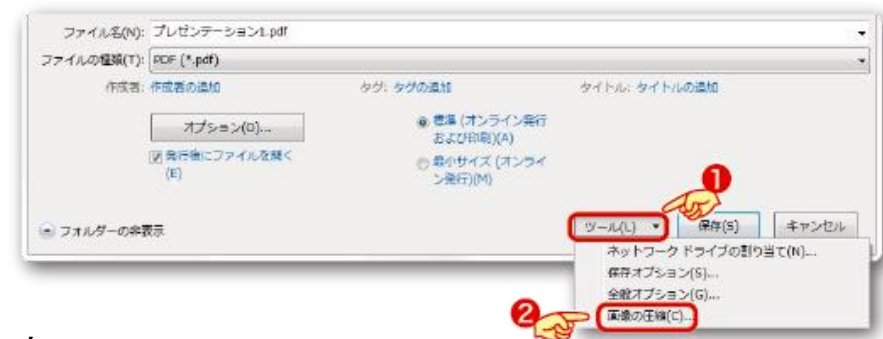 ファイル名(N): プレゼンテーション1.pdf
ファイルの種類(T): PDF (*.pdf)
作成者: 作成者の追加 タグ: タグの追加 タイトル: タイトルの追加
オプション(O)...
発行後にファイルを開く
(E)
標準 (オンライン発行
および印刷)(A)
最小サイズ (オンライ
ン発行)(M)
1
フォルダーの非表示
ツール(L) 保存(S) キャンセル
ネットワーク ドライブの割り当て(N)...
保存オプション(S)...
全般オプション(G)...
2
画像の圧縮(C)...